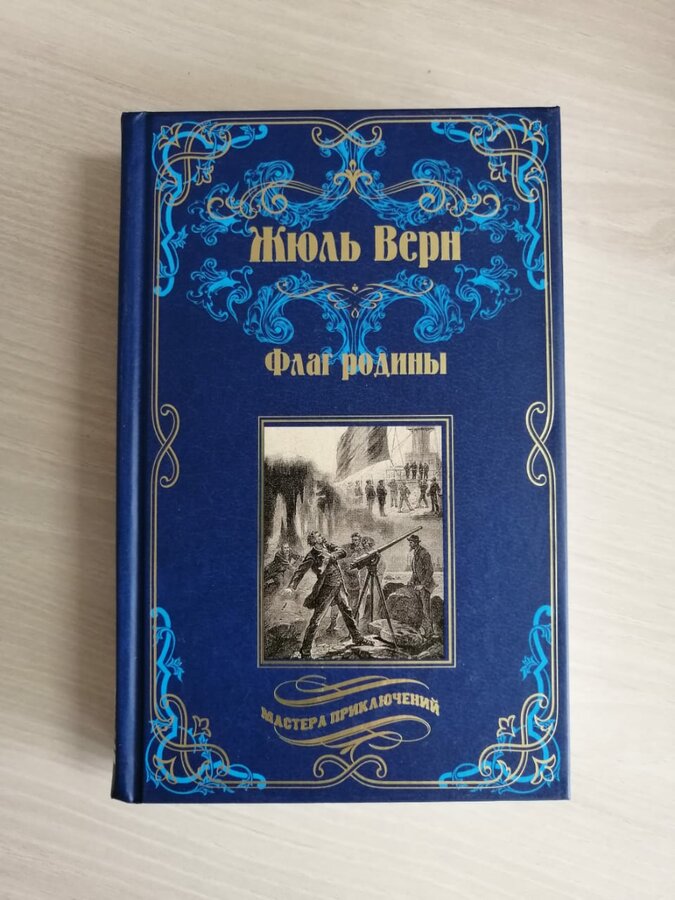 Жюль Верн
Флаг родины
МАСТЕРА ПРИКЛЮЧЕНИЙ